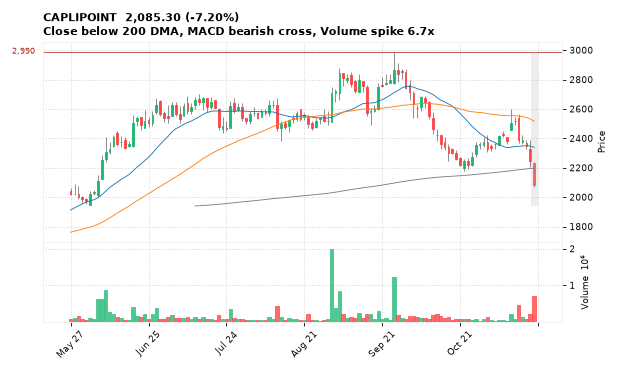 CAPLIPOINT 2,085.30 (-7.20%)
Close below 200 DMA, MACD bearish cross, Volume spike 6.7x
2,990
3000
2800
2600
2400
2200
2000
1800
Price
2
1
Volume 10⁶
May 27
Jun 25
Jul 24
Aug 21
Sep 21
Oct 21